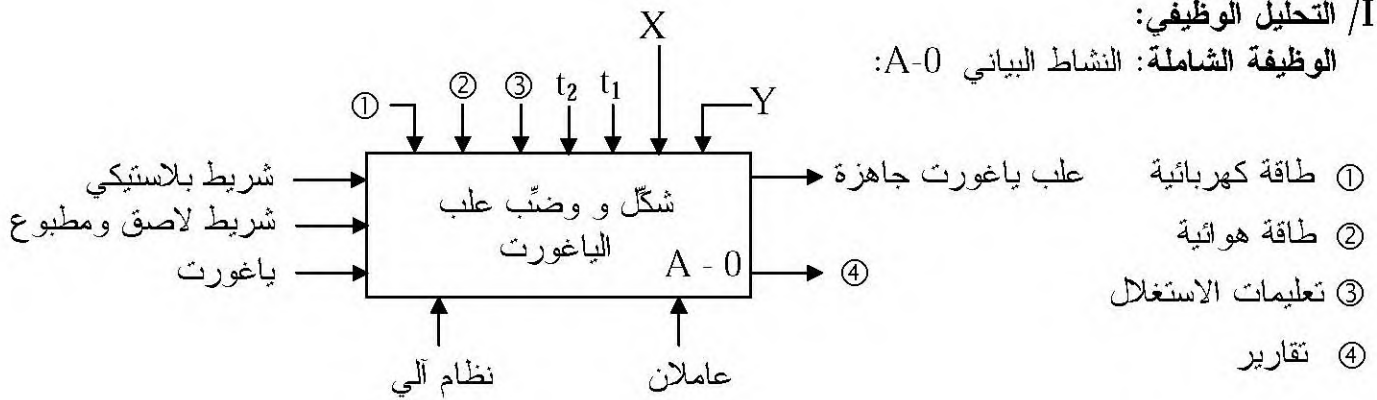 I/ التحليل الوظيفي:
الوظيفة الشاملة: النشاط البياني A-0:
X
① ② ③ t₂ t₁ Y
شريط بلاستيكي
شريط لاصق ومطبوع
ياغورت
شكّل و وضّب علب
الياغورت
A - 0
علب ياغورت جاهزة
④
نظام آلي
عاملان
① طاقة كهربائية
② طاقة هوائية
③ تعليمات الاستغلال
④ تقارير